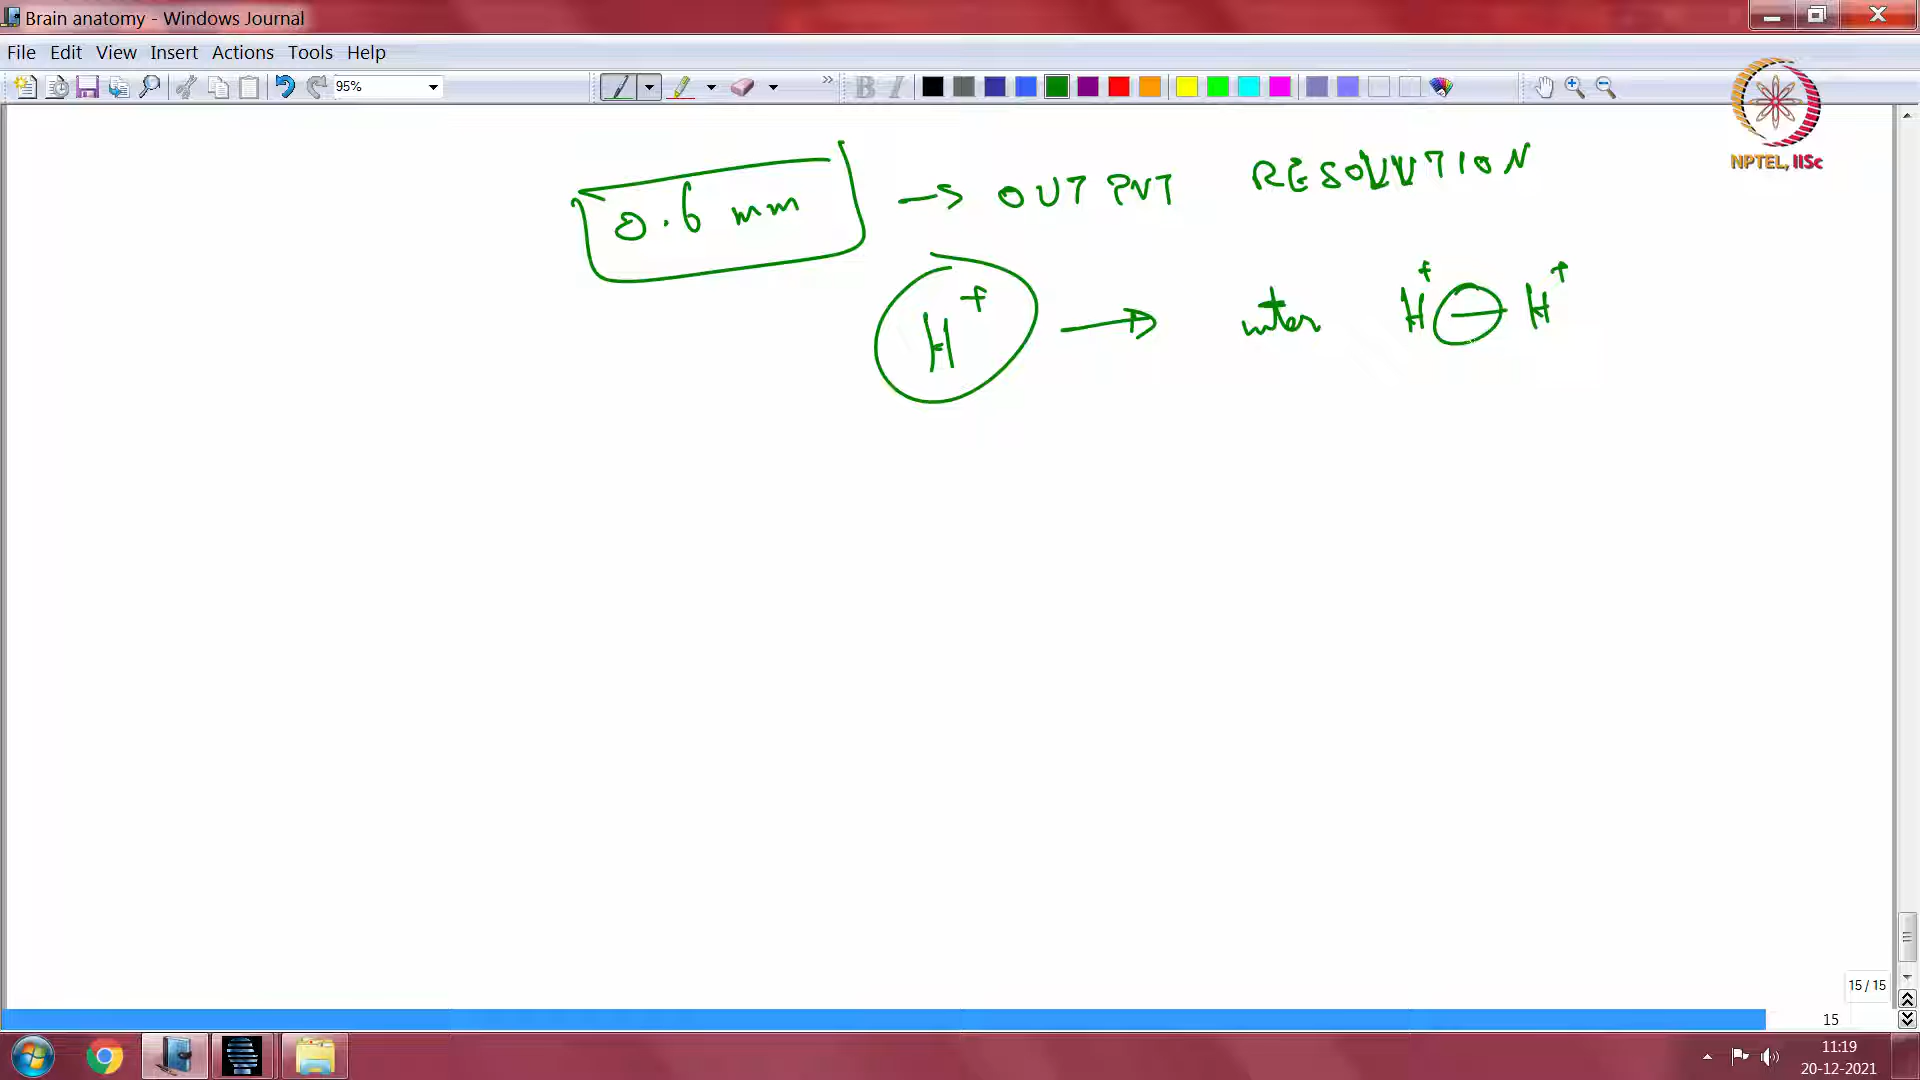 Brain anatomy - Windows Journal
File Edit View Insert Actions Tools Help
95%
B I
NPTEL, IISc
0.6 mm → OUTPUT RESOLUTION
H+ → inter H+ — H+
15 / 15
15
11:19
20-12-2021